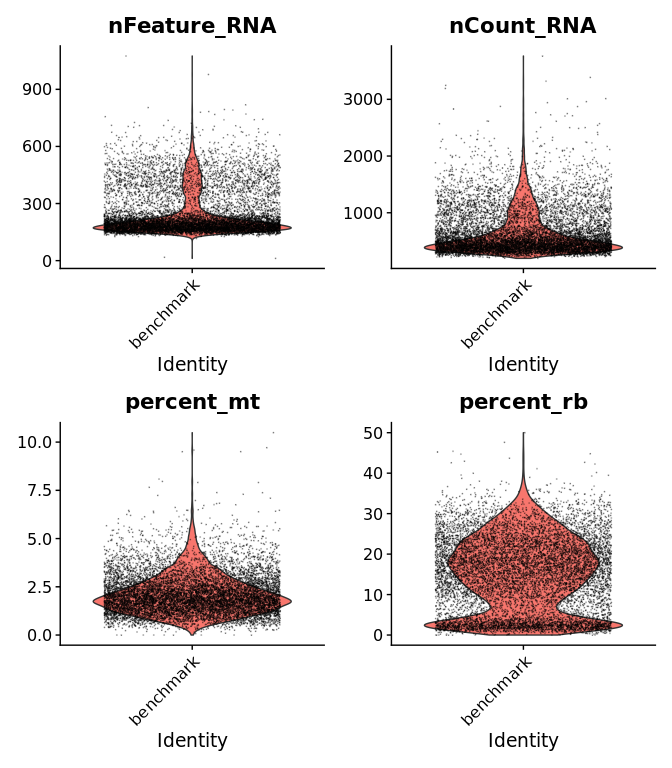 nFeature_RNA
900
600
300
0
benchmark
Identity
nCount_RNA
3000
2000
1000
benchmark
Identity
percent_mt
10.0
7.5
5.0
2.5
0.0
benchmark
Identity
percent_rb
50
40
30
20
10
0
benchmark
Identity